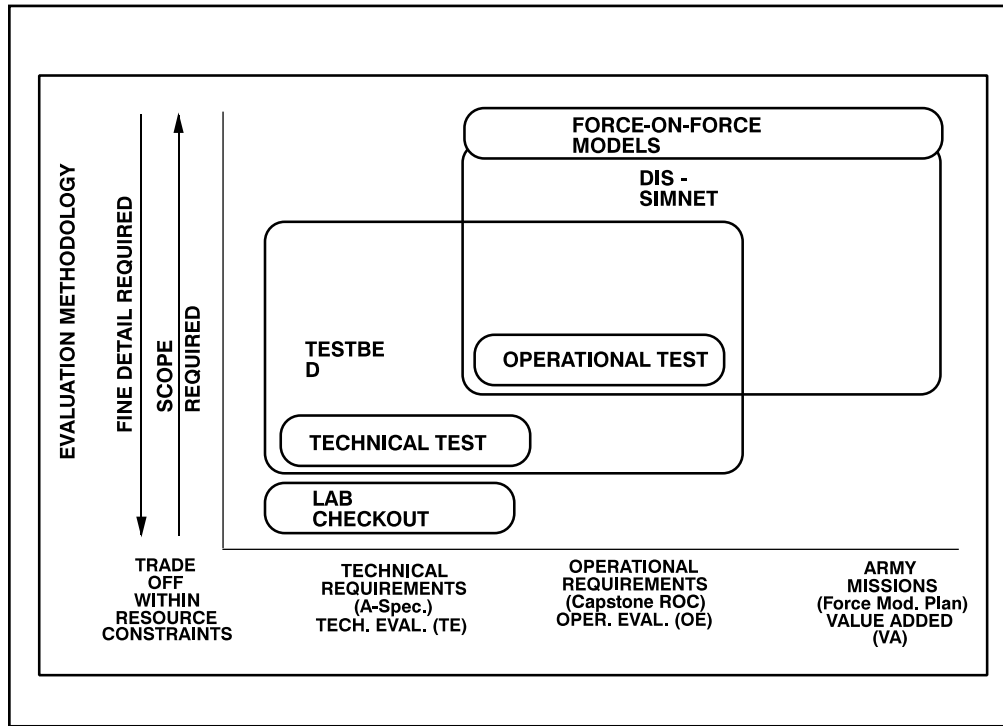 EVALUATION METHODOLOGY
FINE DETAIL REQUIRED
SCOPE
REQUIRED
FORCE-ON-FORCE
MODELS
DIS -
SIMNET
TESTBE
D
OPERATIONAL TEST
TECHNICAL TEST
LAB
CHECKOUT
TRADE
OFF
WITHIN
RESOURCE
CONSTRAINTS
TECHNICAL
REQUIREMENTS
(A-Spec.)
TECH. EVAL. (TE)
OPERATIONAL
REQUIREMENTS
(Capstone ROC)
OPER. EVAL. (OE)
ARMY
MISSIONS
(Force Mod. Plan)
VALUE ADDED
(VA)